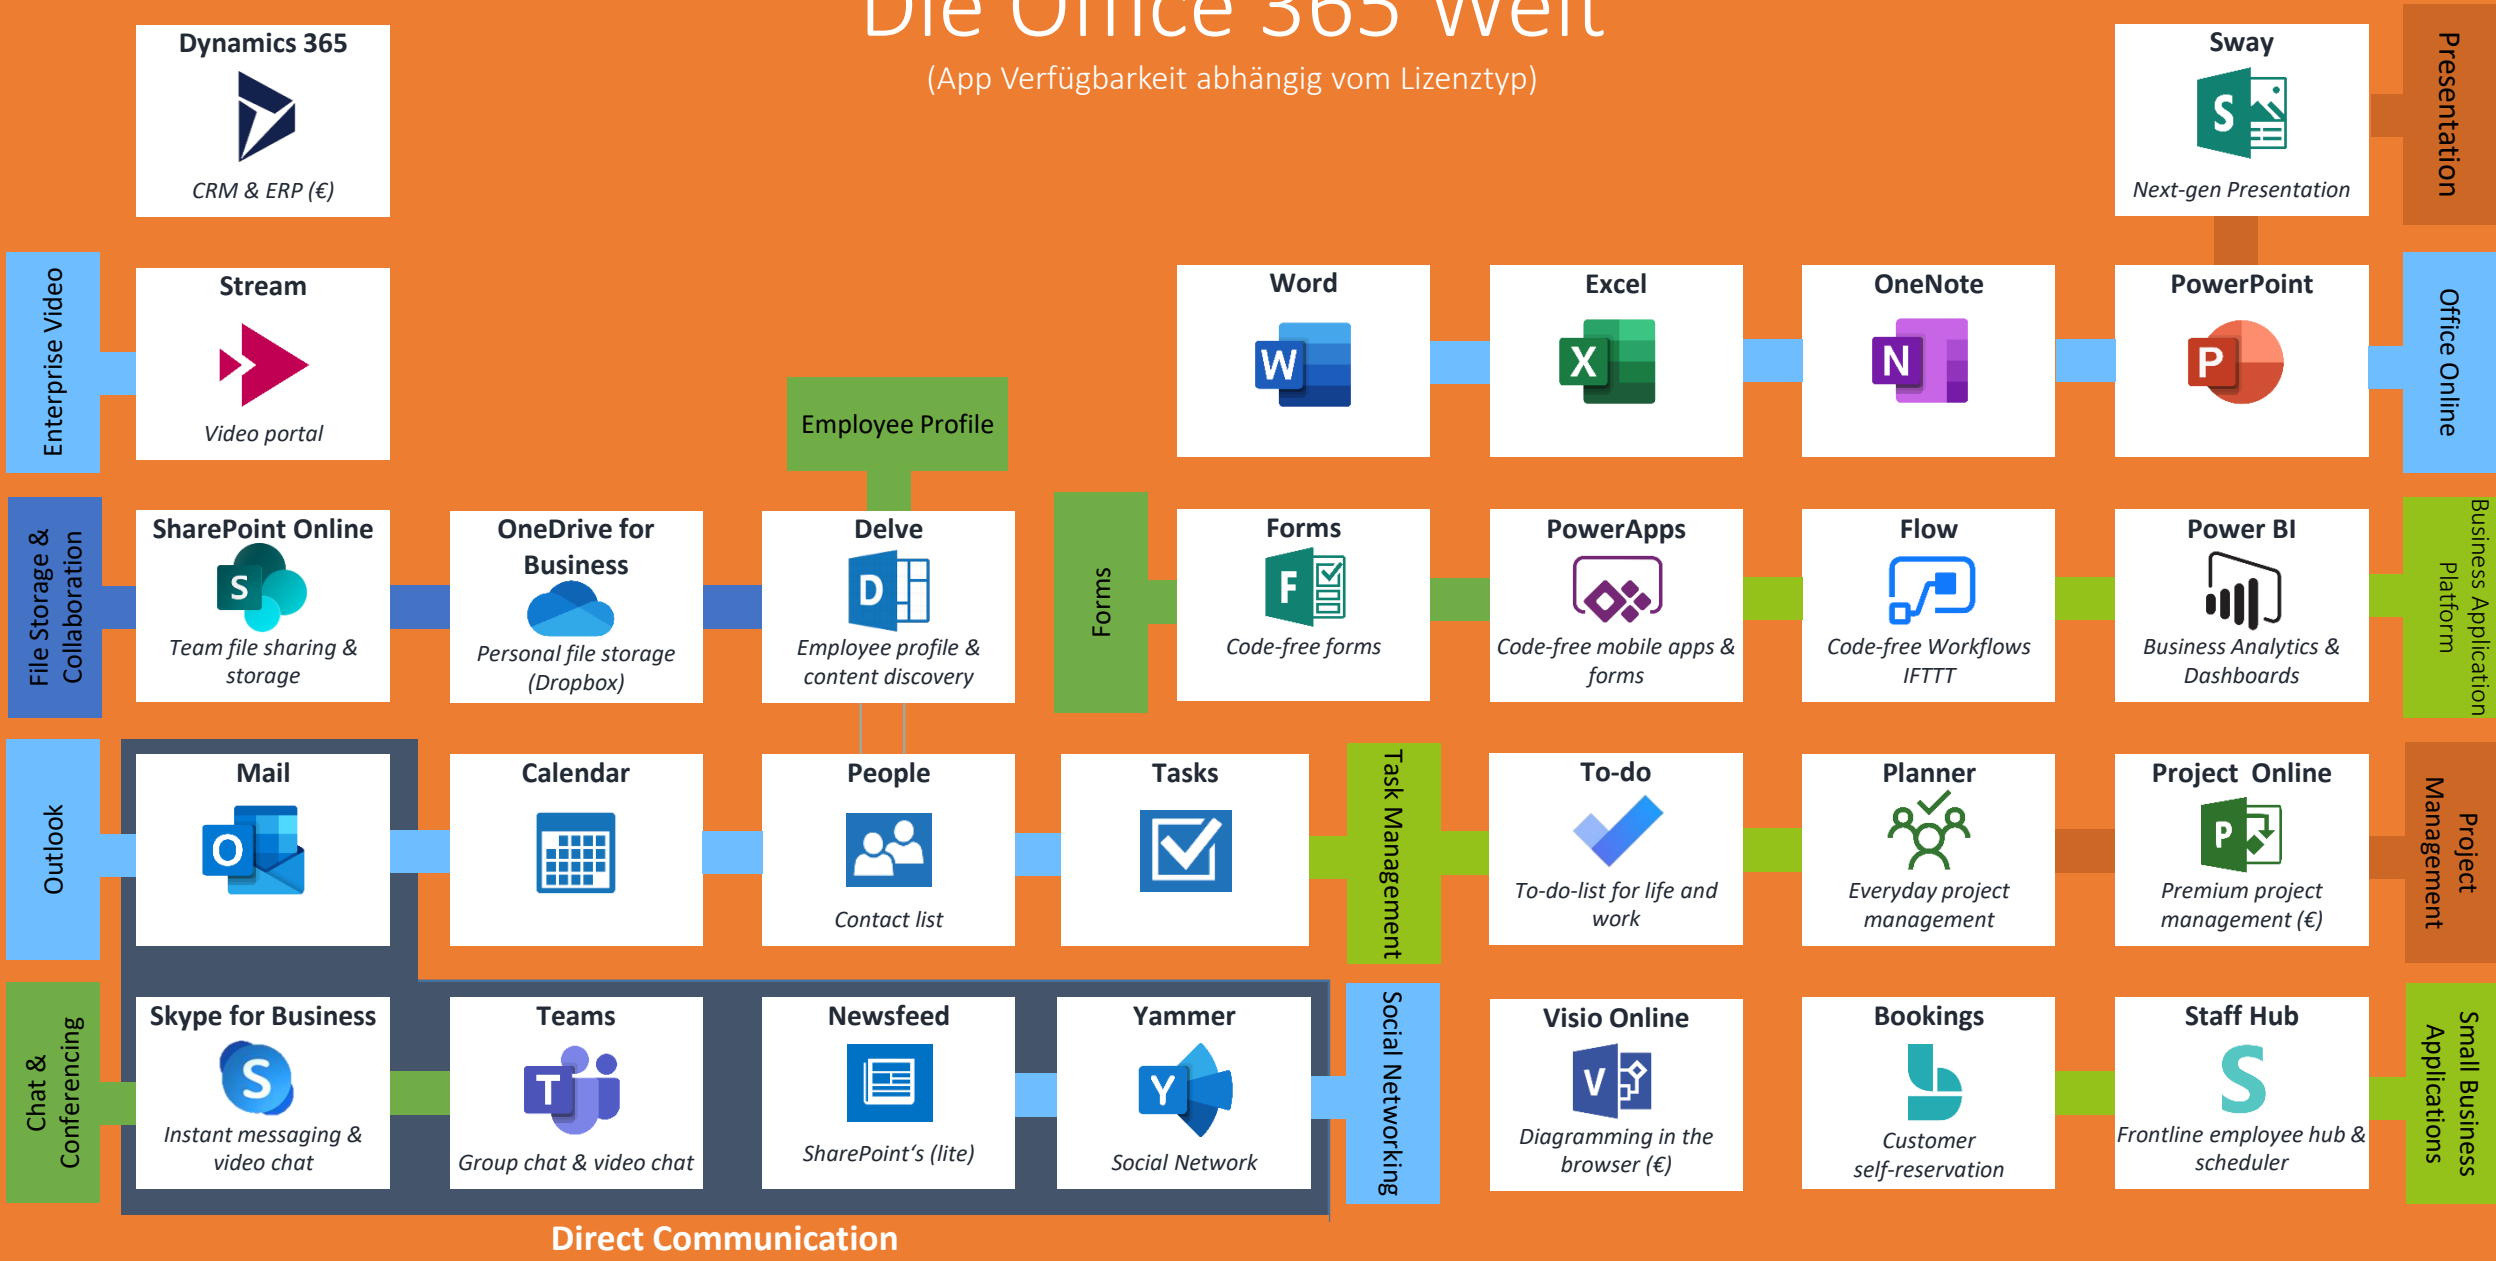 Die Office 365 Welt
(App Verfügbarkeit abhängig vom Lizenztyp)
Dynamics 365
CRM & ERP (€)
Sway
S
Next-gen Presentation
Presentation
Enterprise Video
Stream
Video portal
Employee Profile
Word
W
Excel
X
OneNote
N
PowerPoint
P
Office Online
File Storage &
Collaboration
SharePoint Online
S
Team file sharing &
storage
OneDrive for
Business
Personal file storage
(Dropbox)
Delve
D
Employee profile &
content discovery
Forms
Forms
F
Code-free forms
PowerApps
Code-free mobile apps &
forms
Flow
Code-free Workflows
IFTTT
Power BI
Business Analytics &
Dashboards
Business Application
Platform
Outlook
Mail
O
Calendar
People
Contact list
Tasks
Task Management
To-do
To-do-list for life and
work
Planner
Everyday project
management
Project Online
P
Premium project
management (€)
Project
Management
Chat &
Conferencing
Skype for Business
S
Instant messaging &
video chat
Teams
T
Group chat & video chat
Newsfeed
SharePoint‘s (lite)
Yammer
Y
Social Network
Social Networking
Visio Online
V
Diagramming in the
browser (€)
Bookings
b
Customer
self-reservation
Staff Hub
S
Frontline employee hub &
scheduler
Small Business
Applications
Direct Communication